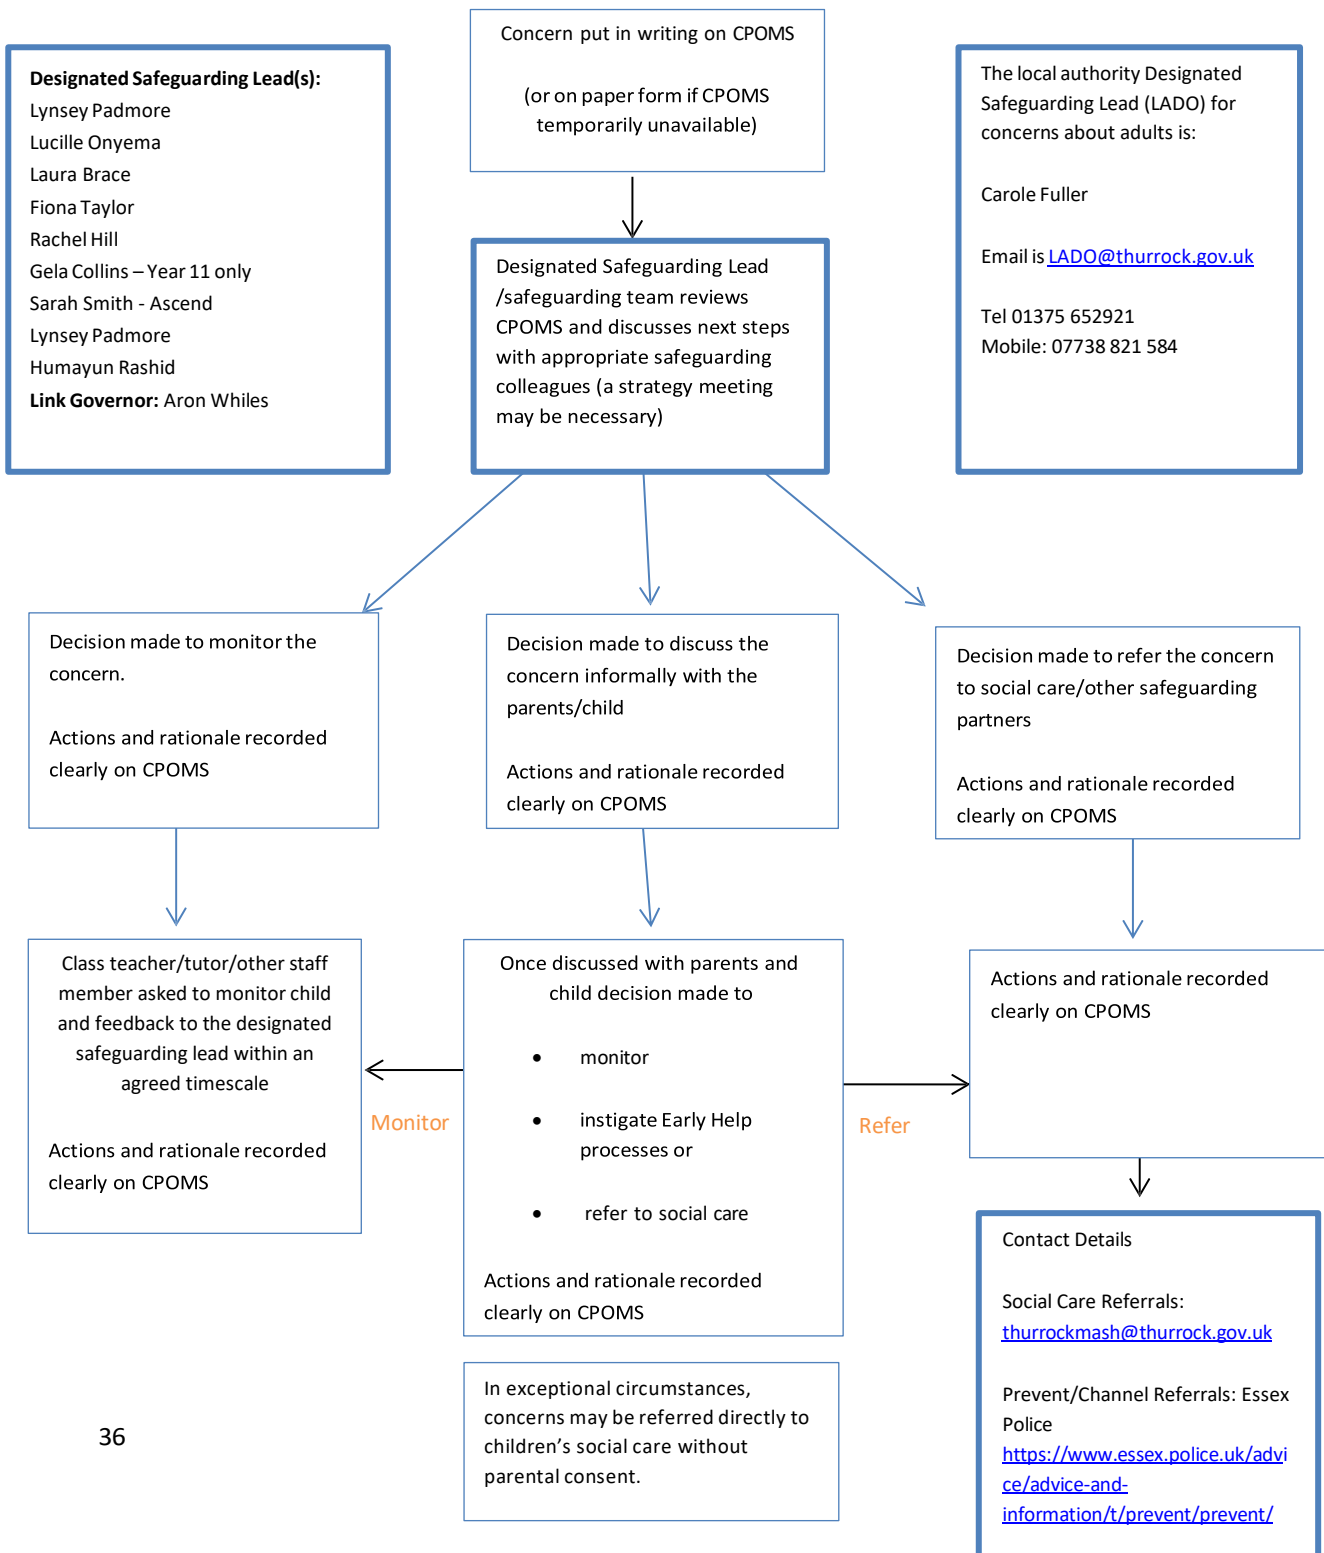 Concern put in writing on CPOMS
(or on paper form if CPOMS
temporarily unavailable)
Designated Safeguarding Lead(s):
Lynsey Padmore
Lucille Onyema
Laura Brace
Fiona Taylor
Rachel Hill
Gela Collins – Year 11 only
Sarah Smith - Ascend
Lynsey Padmore
Humayun Rashid
Link Governor: Aron Whiles
The local authority Designated
Safeguarding Lead (LADO) for
concerns about adults is:
Carole Fuller
Email is LADO@thurrock.gov.uk
Tel 01375 652921
Mobile: 07738 821 584
Designated Safeguarding Lead
/safeguarding team reviews
CPOMS and discusses next steps
with appropriate safeguarding
colleagues (a strategy meeting
may be necessary)
Decision made to monitor the
concern.
Actions and rationale recorded
clearly on CPOMS
Decision made to discuss the
concern informally with the
parents/child
Actions and rationale recorded
clearly on CPOMS
Decision made to refer the concern
to social care/other safeguarding
partners
Actions and rationale recorded
clearly on CPOMS
Class teacher/tutor/other staff
member asked to monitor child
and feedback to the designated
safeguarding lead within an
agreed timescale
Actions and rationale recorded
clearly on CPOMS
Monitor
Once discussed with parents and
child decision made to
• monitor
• instigate Early Help
processes or
• refer to social care
Actions and rationale recorded
clearly on CPOMS
Refer
Actions and rationale recorded
clearly on CPOMS
In exceptional circumstances,
concerns may be referred directly to
children’s social care without
parental consent.
Contact Details
Social Care Referrals:
thurrockmash@thurrock.gov.uk
Prevent/Channel Referrals: Essex
Police
https://www.essex.police.uk/advi
ce/advice-and-
information/t/prevent/prevent/
36